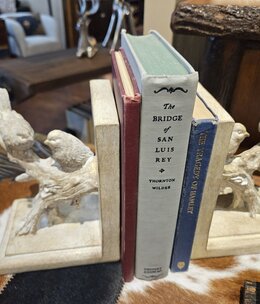 The
BRIDGE
of
SAN
LUIS
REY
THORNTON
WILDER
THE TRAGEDY OF HAMLET